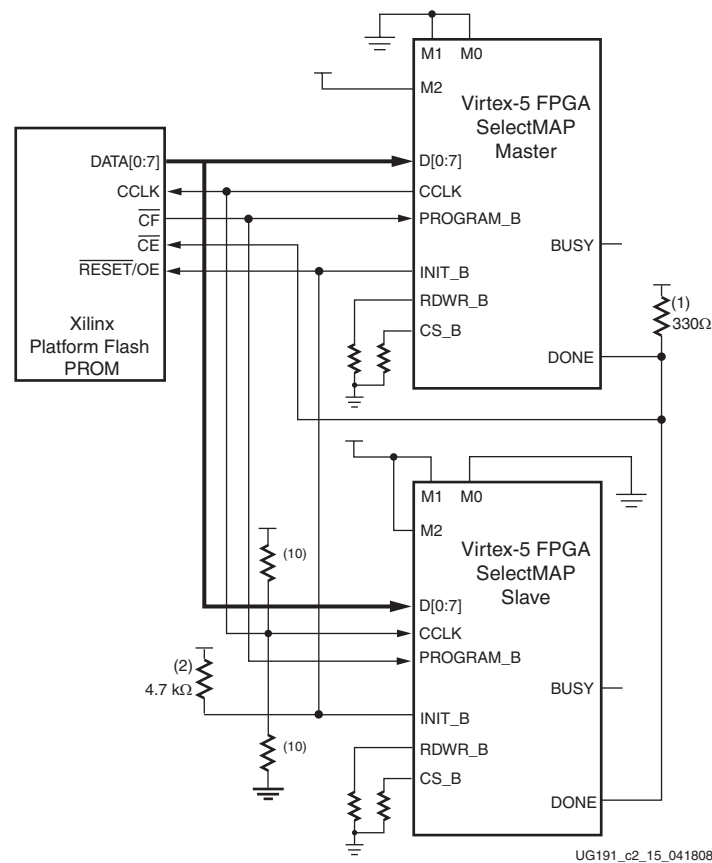 M1 M0
M2
Virtex-5 FPGA
SelectMAP
Master
DATA[0:7]
D[0:7]
CCLK
CCLK
CF
PROGRAM_B
CE
BUSY
RESET/OE
INIT_B
RDWR_B
(1)
330Ω
CS_B
Xilinx
Platform Flash
PROM
DONE
M1 M0
M2
Virtex-5 FPGA
SelectMAP
Slave
(10)
D[0:7]
CCLK
PROGRAM_B
(2)
4.7 kΩ
BUSY
INIT_B
(10)
RDWR_B
CS_B
DONE
UG191_c2_15_041808